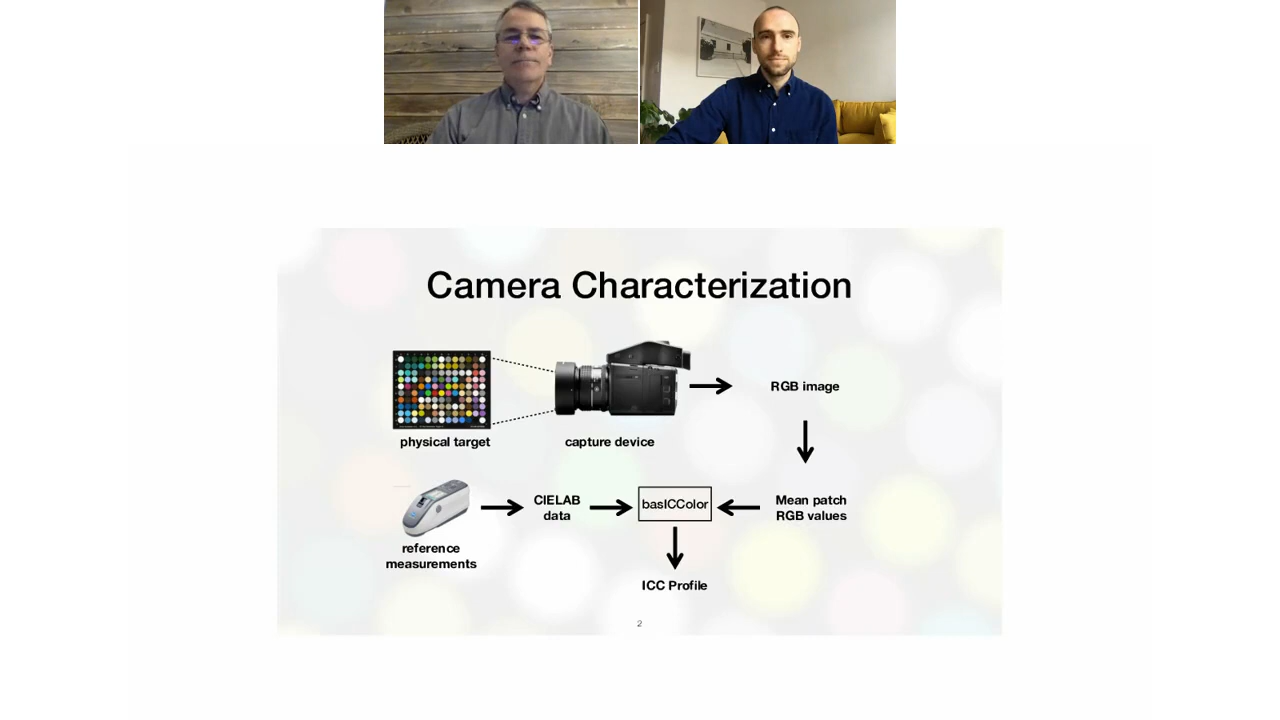 Camera Characterization
RGB image
physical target
capture device
CIELAB
data
basICColor
Mean patch
RGB values
reference
measurements
ICC Profile
2